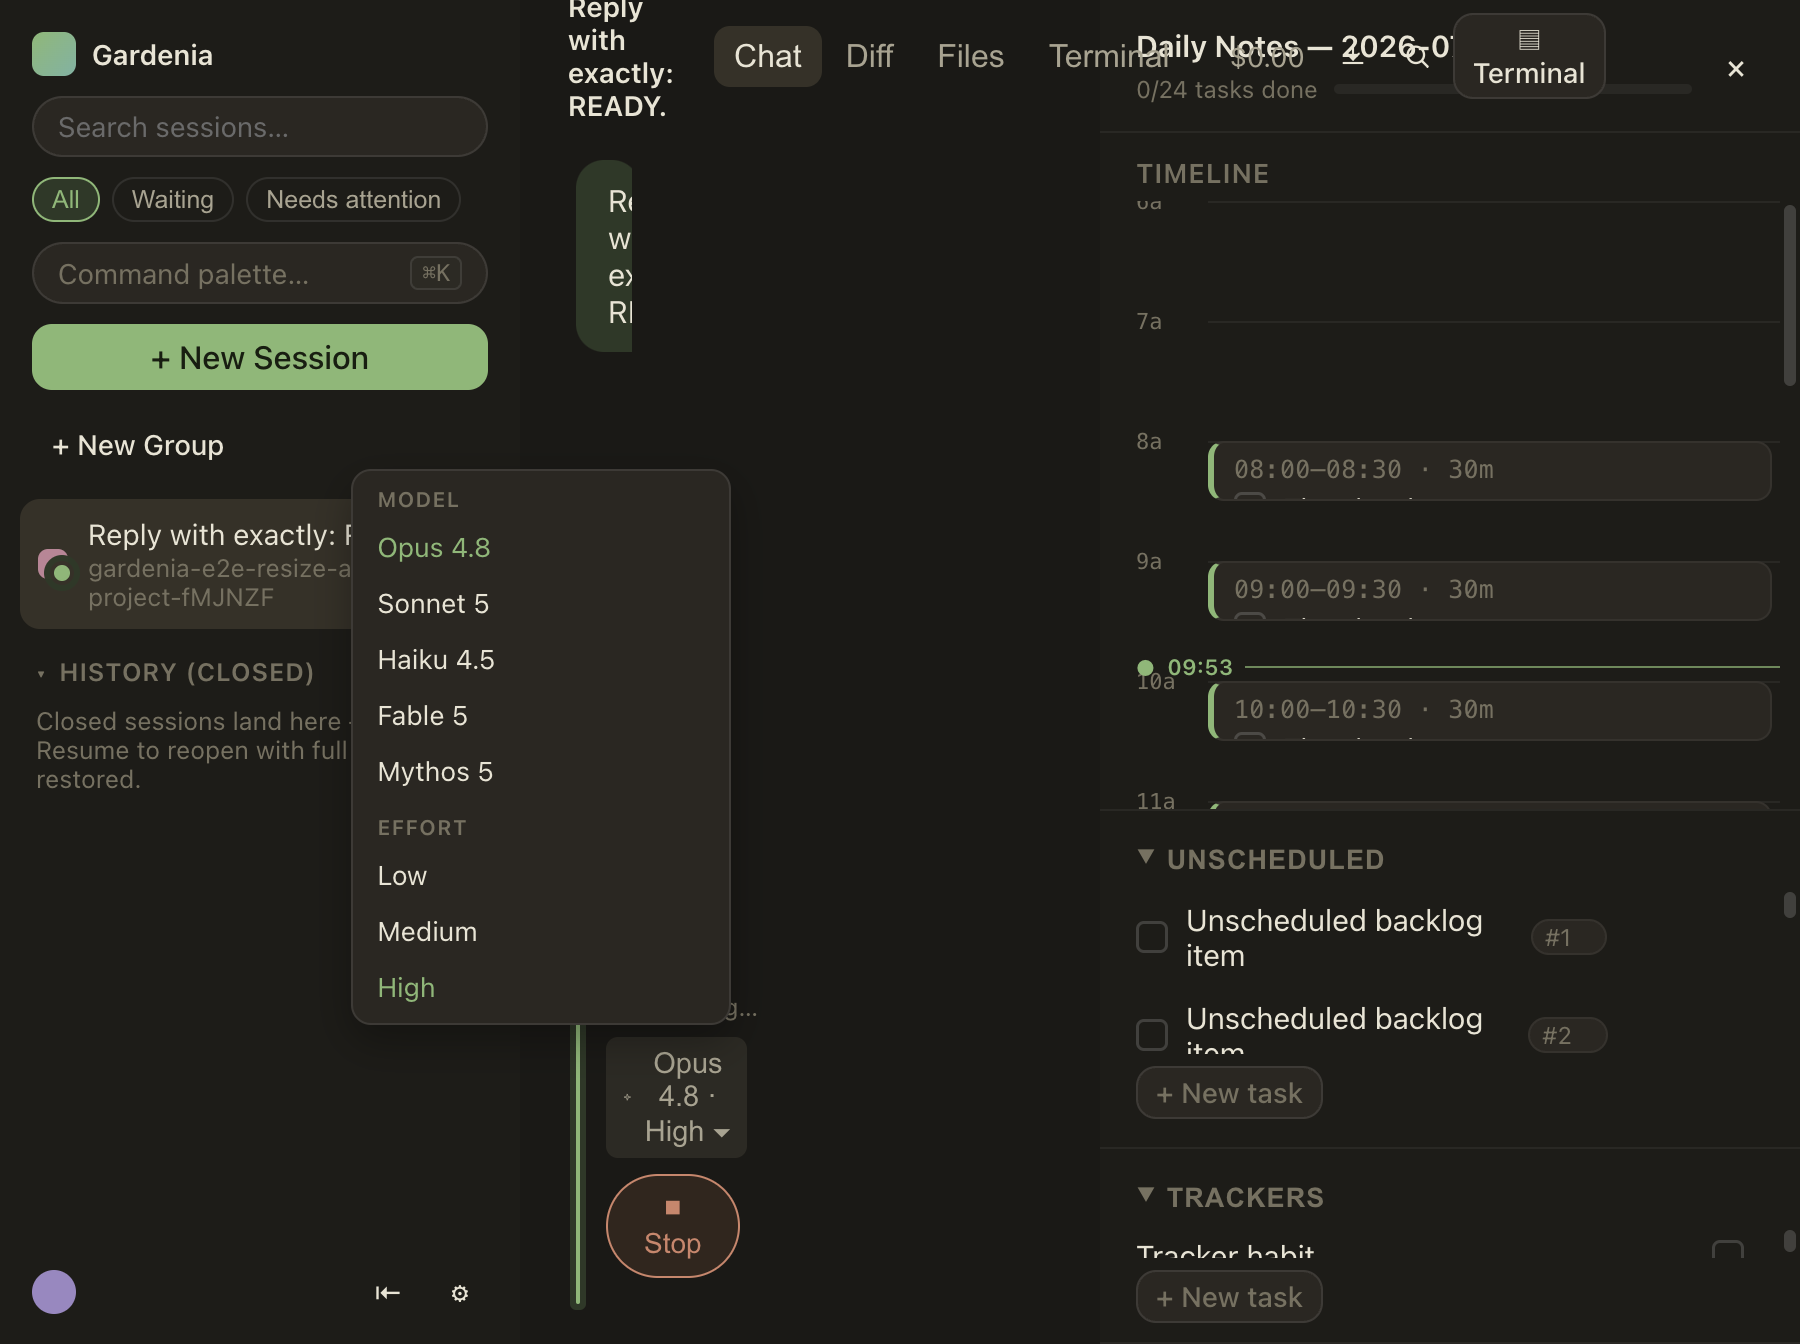 Gardenia
Search sessions...
All
Waiting
Needs attention
Command palette...
⌘K
+ New Session
+ New Group
Reply with exactly:
gardenia-e2e-resize-a
project-fMJNZF
HISTORY (CLOSED)
Closed sessions land here
Resume to reopen with full
restored.
MODEL
Opus 4.8
Sonnet 5
Haiku 4.5
Fable 5
Mythos 5
EFFORT
Low
Medium
High
Reply
with
exactly:
READY.
Chat
Diff
Files
Terminal
$0.00
Terminal
Opus
4.8 ·
High
Stop
Daily Notes — 2026-0
0/24 tasks done
TIMELINE
6a
7a
8a
08:00–08:30 · 30m
9a
09:00–09:30 · 30m
09:53
10a
10:00–10:30 · 30m
11a
UNSCHEDULED
Unscheduled backlog
item
#1
Unscheduled backlog
item
#2
+ New task
TRACKERS
Tracker habit
+ New task